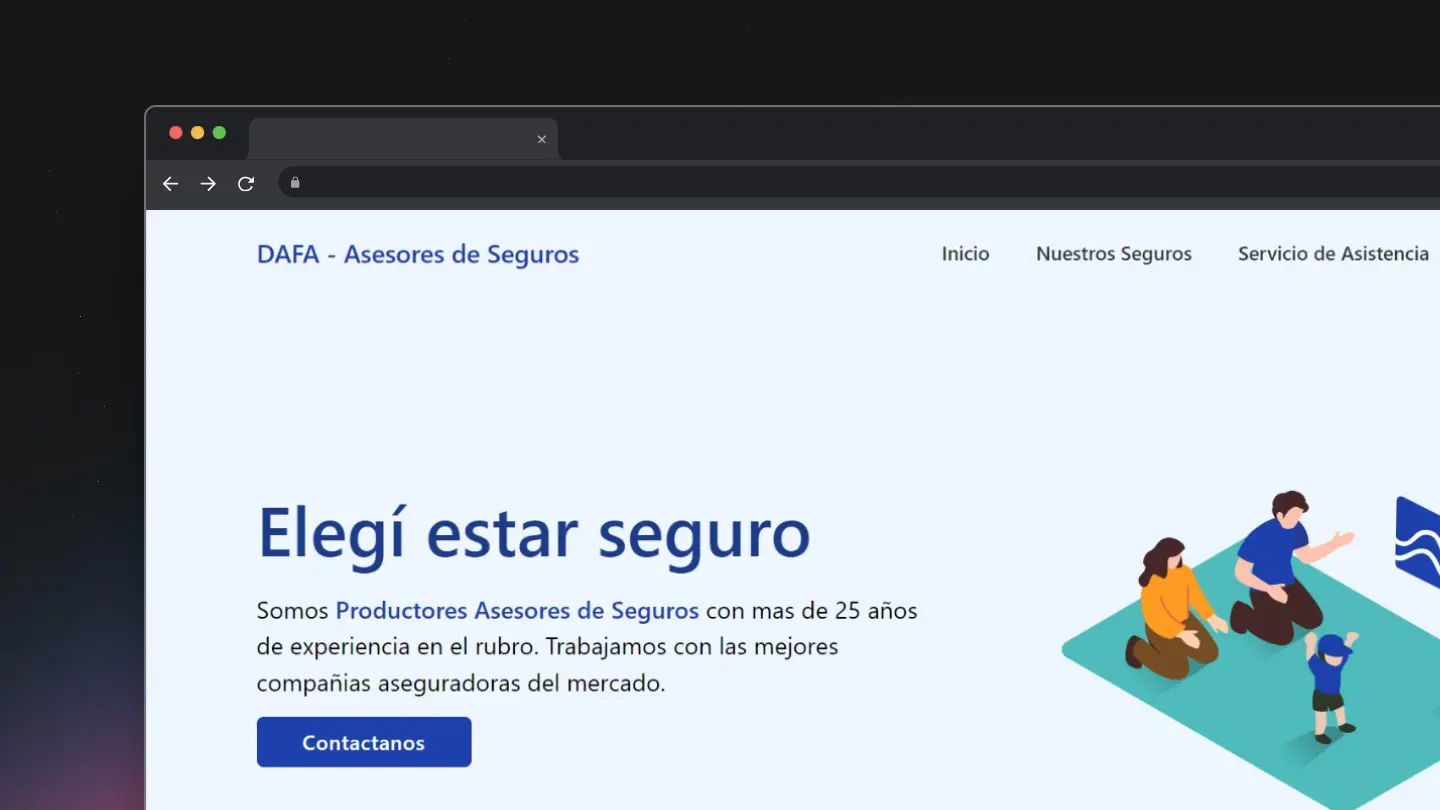 DAFA - Asesores de Seguros
Inicio
Nuestros Seguros
Servicio de Asistencia
Elegí estar seguro
Somos Productores Asesores de Seguros con mas de 25 años
de experiencia en el rubro. Trabajamos con las mejores
compañias aseguradoras del mercado.
Contactanos